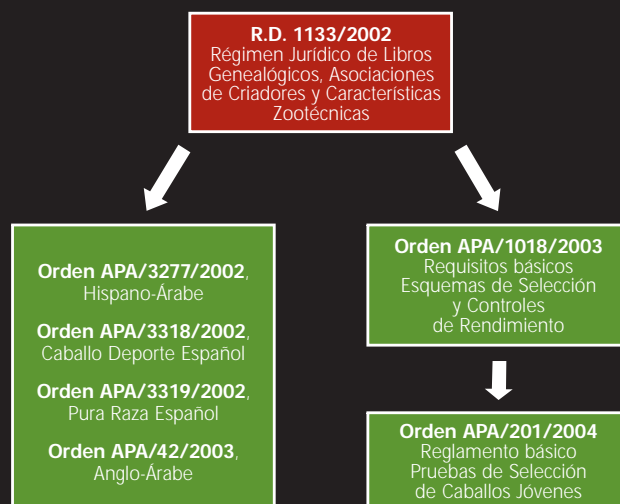 R.D. 1133/2002
Régimen Jurídico de Libros
Genealógicos, Asociaciones
de Criadores y Características
Zootécnicas
Orden APA/3277/2002,
Hispano-Árabe
Orden APA/3318/2002,
Caballo Deporte Español
Orden APA/3319/2002,
Pura Raza Español
Orden APA/42/2003,
Anglo-Árabe
Orden APA/1018/2003
Requisitos básicos
Esquemas de Selección
y Controles
de Rendimiento
Orden APA/201/2004
Reglamento básico
Pruebas de Selección
de Caballos Jóvenes